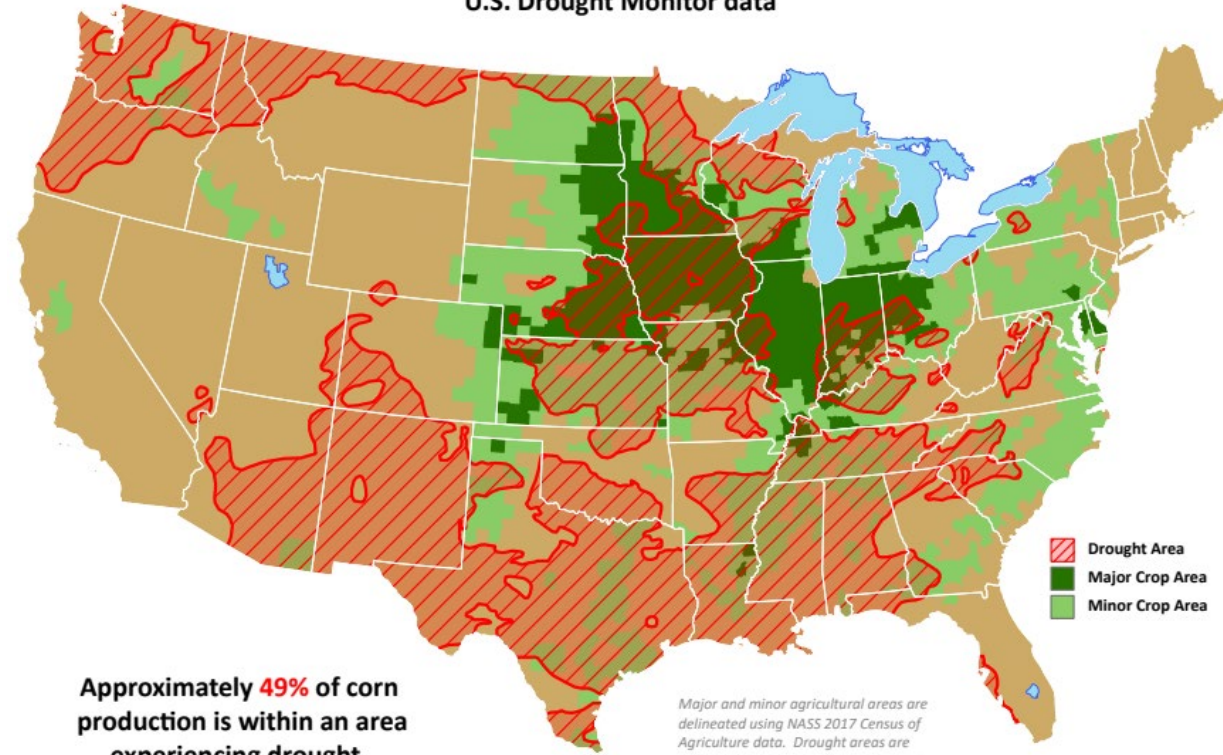 U.S. Drought Monitor data
Drought Area
Major Crop Area
Minor Crop Area
Approximately 49% of corn
production is within an area
experiencing drought
Major and minor agricultural areas are
delineated using NASS 2017 Census of
Agriculture data. Drought areas are